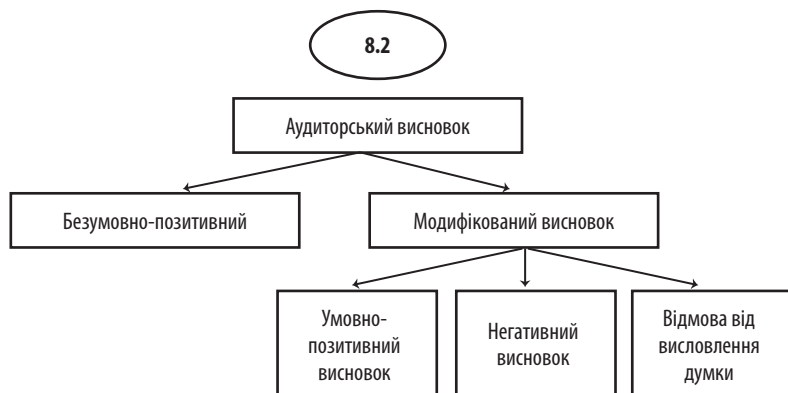 8.2
Аудиторський висновок
Безумовно-позитивний
Модифікований висновок
Умовно-
позитивний
висновок
Негативний
висновок
Відмова від
висловлення
думки